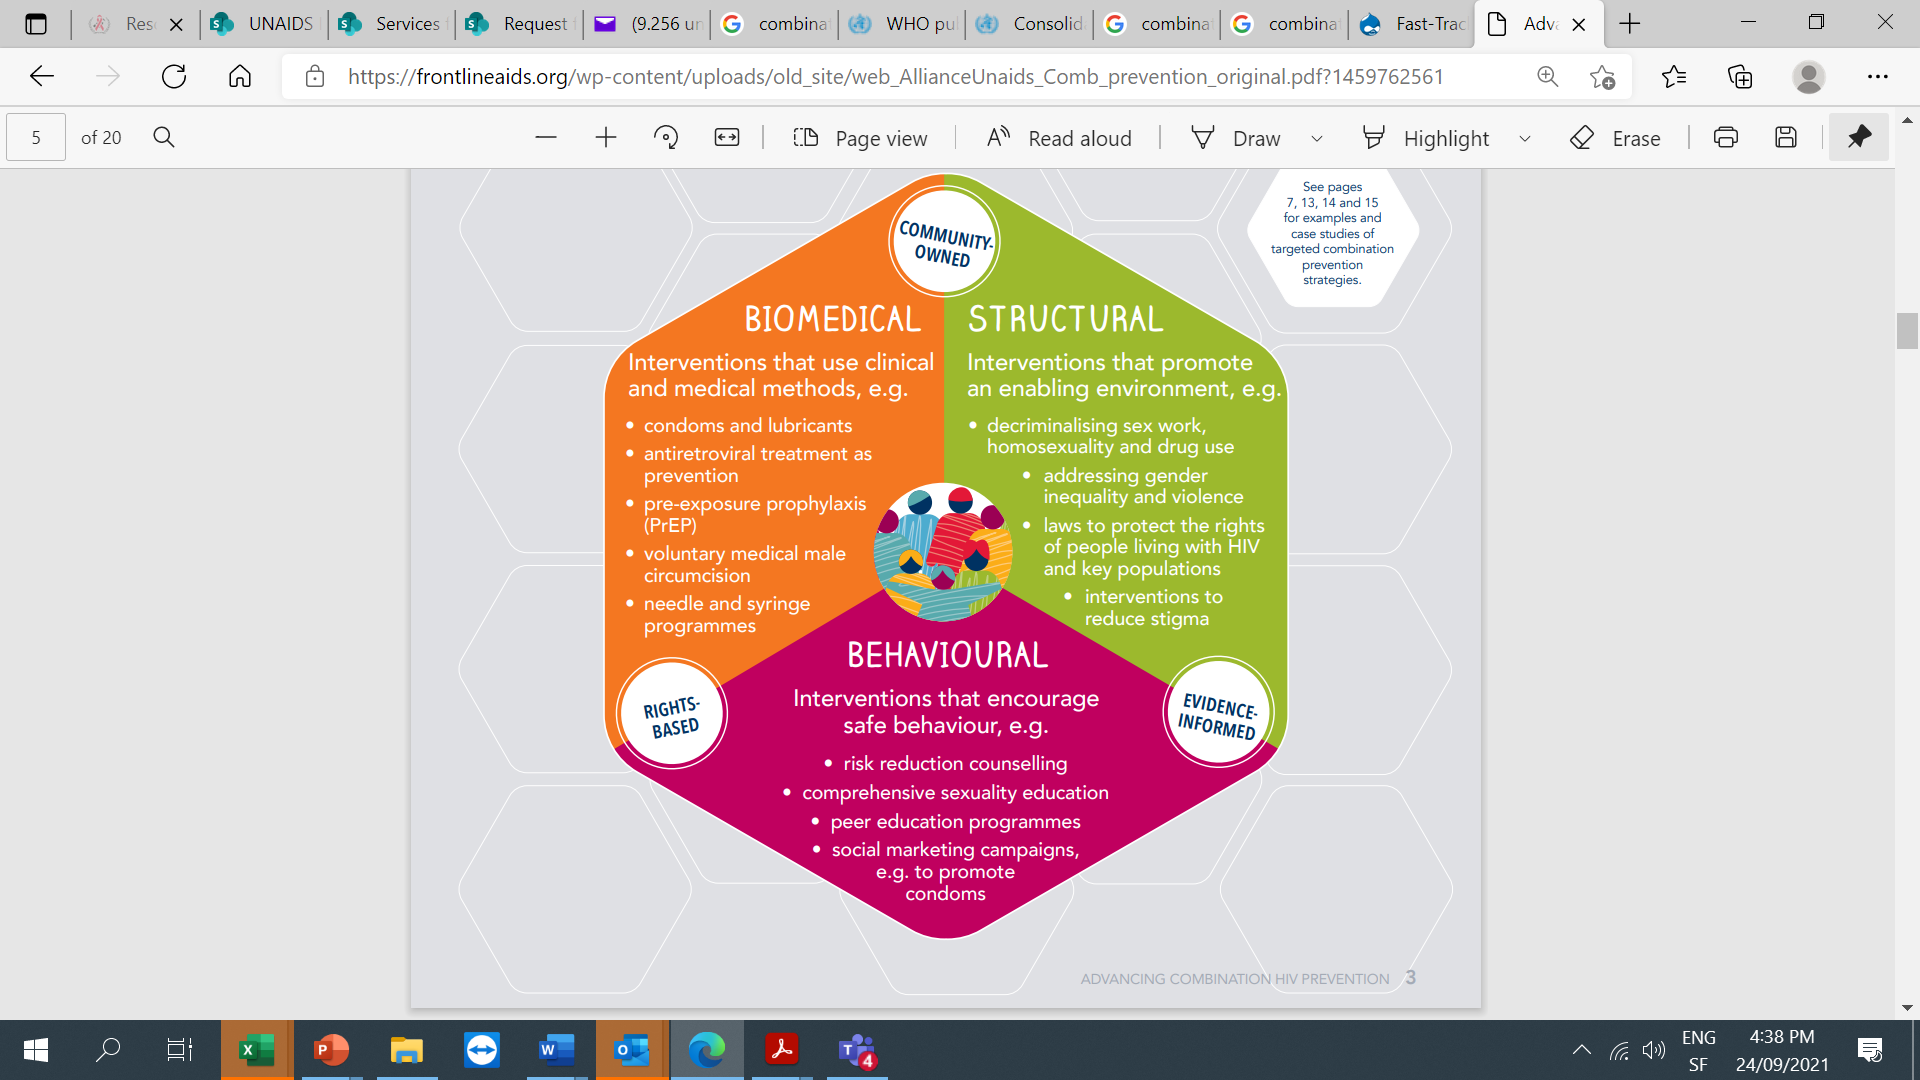 Res
UNAIDS
Services
Request
(9.256 un
combinat
WHO pul
Consolid
combinat
combinat
Fast-Trac
Adva
https://frontlineaids.org/wp-content/uploads/old_site/web_AllianceUnaids_Comb_prevention_original.pdf?1459762561
5 of 20
Page view
Read aloud
Draw
Highlight
Erase
See pages
7, 13, 14 and 15
for examples and
case studies of
targeted combination
prevention
strategies.
COMMUNITY-
OWNED
BIOMEDICAL
Interventions that use clinical
and medical methods, e.g.
• condoms and lubricants
• antiretroviral treatment as
prevention
• pre-exposure prophylaxis
(PrEP)
• voluntary medical male
circumcision
• needle and syringe
programmes
STRUCTURAL
Interventions that promote
an enabling environment, e.g.
• decriminalising sex work,
homosexuality and drug use
• addressing gender
inequality and violence
• laws to protect the rights
of people living with HIV
and key populations
• interventions to
reduce stigma
RIGHTS-
BASED
BEHAVIOURAL
Interventions that encourage
safe behaviour, e.g.
• risk reduction counselling
• comprehensive sexuality education
• peer education programmes
• social marketing campaigns,
e.g. to promote
condoms
EVIDENCE-
INFORMED
ADVANCING COMBINATION HIV PREVENTION 3
4
ENG
SF
4:38 PM
24/09/2021